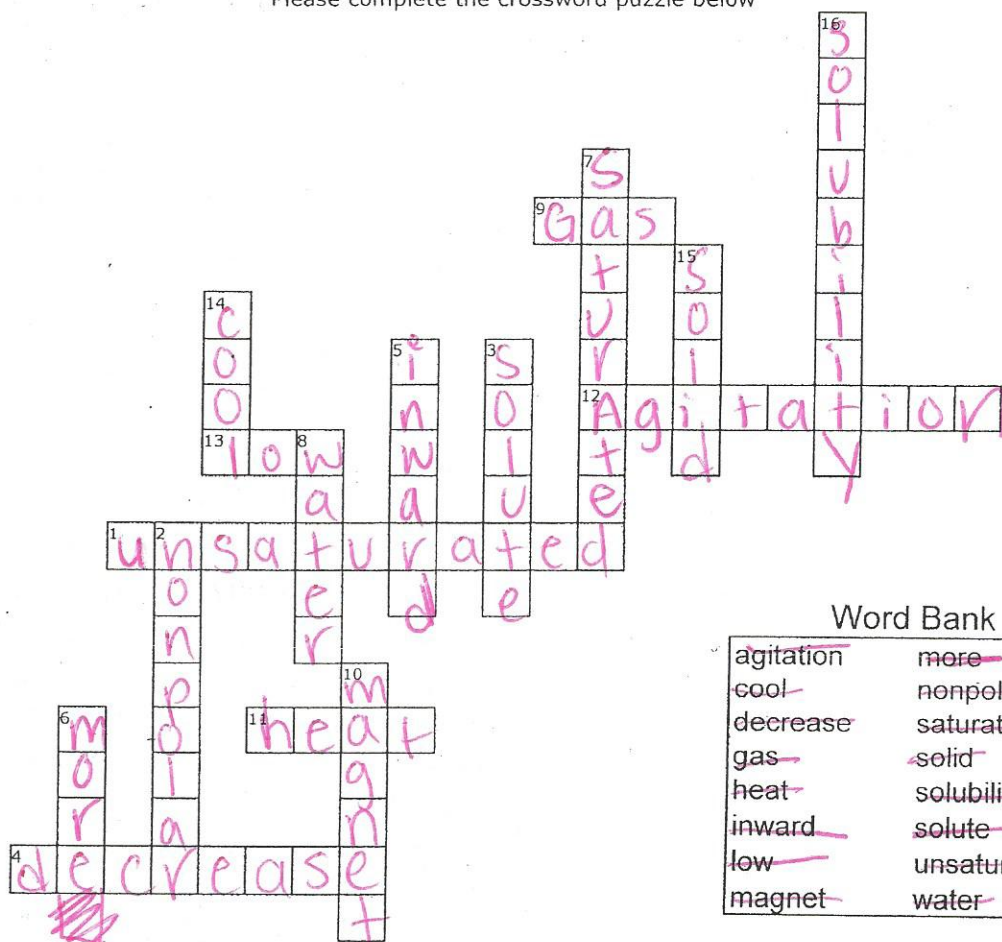 Please complete the crossword puzzle below
16 solubility
7 Saturated
9 Gas
15 Solid
14 cool
5 inward
3 Solute
12 Agitation
13 low
8 water
1 unsaturated
2 nonpolar
10 magnet
6 more
11 heat
4 decrease
Word Bank
agitation more
cool nonpol
decrease saturat
gas solid
heat solubili
inward solute
low unsatu
magnet water